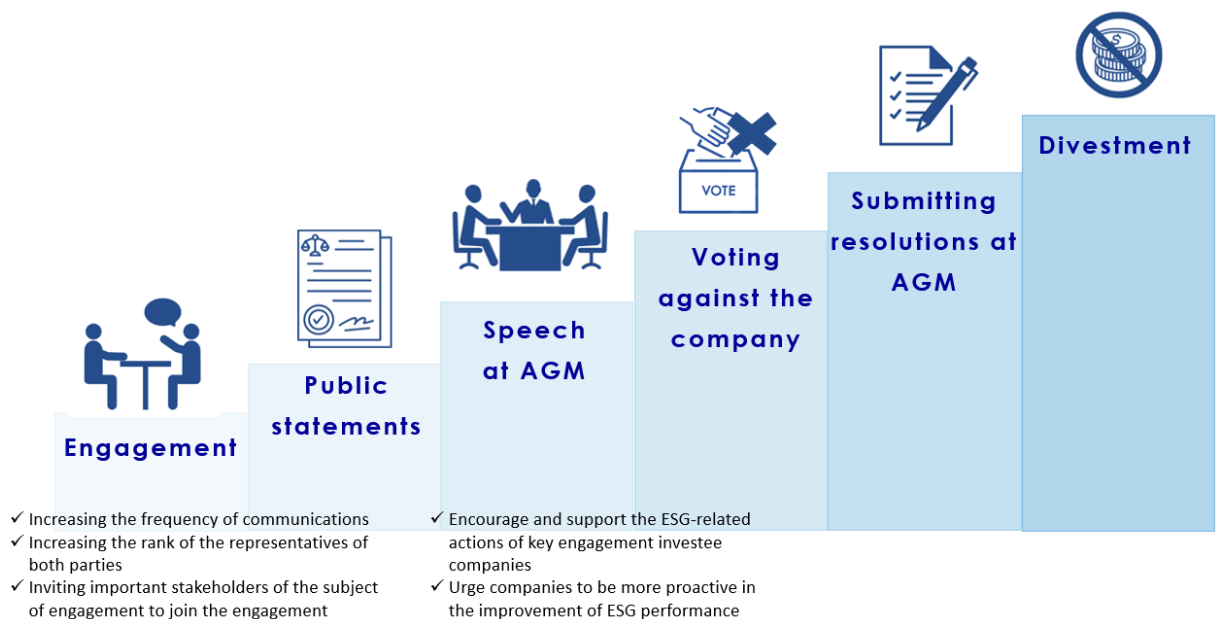 Engagement
✓ Increasing the frequency of communications
✓ Increasing the rank of the representatives of
both parties
✓ Inviting important stakeholders of the subject
of engagement to join the engagement
Public
statements
Speech
at AGM
✓ Encourage and support the ESG-related
actions of key engagement investee
companies
✓ Urge companies to be more proactive in
the improvement of ESG performance
VOTE
Voting
against the
company
Submitting
resolutions at
AGM
$
Divestment